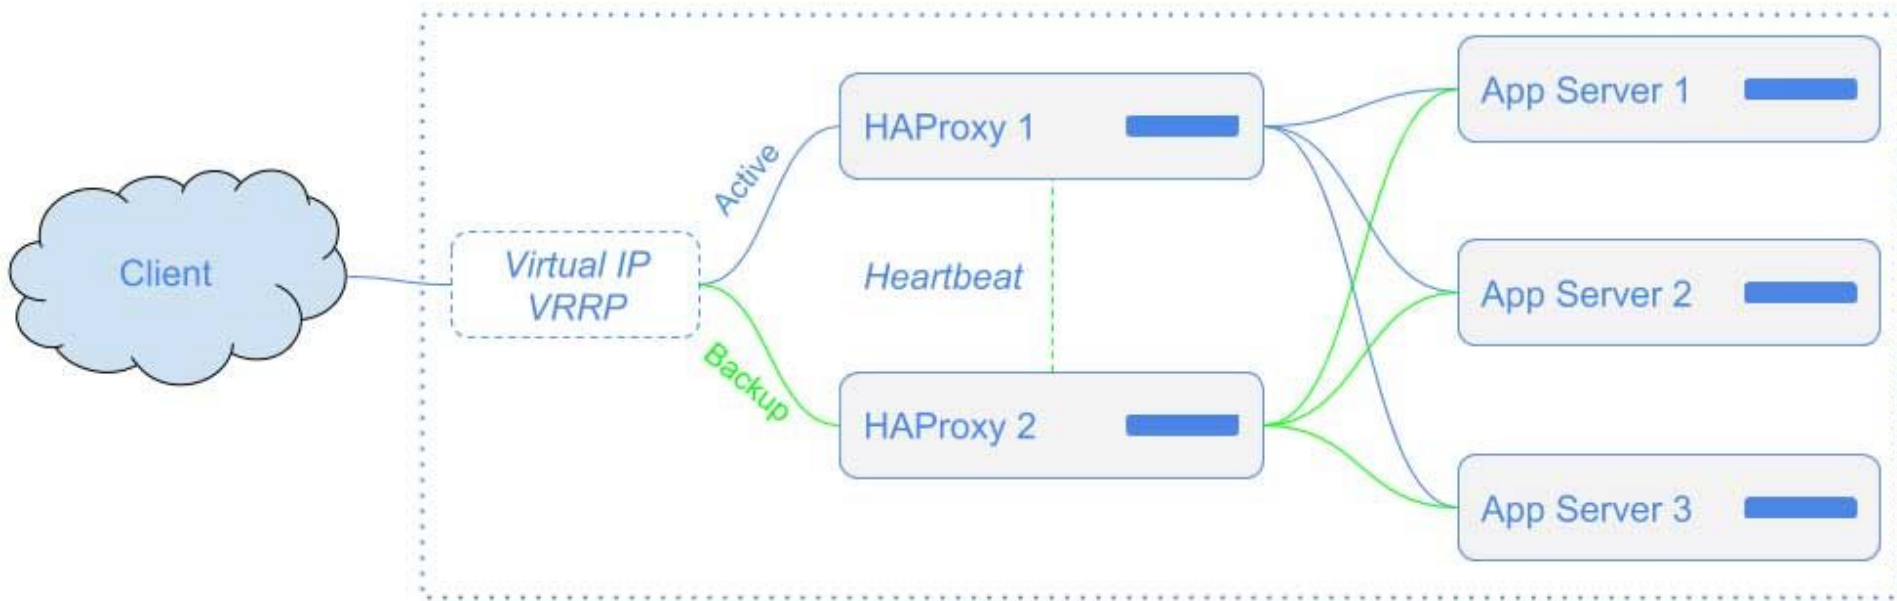 Client
Virtual IP
VRRP
Active
Backup
HAProxy 1
Heartbeat
HAProxy 2
App Server 1
App Server 2
App Server 3